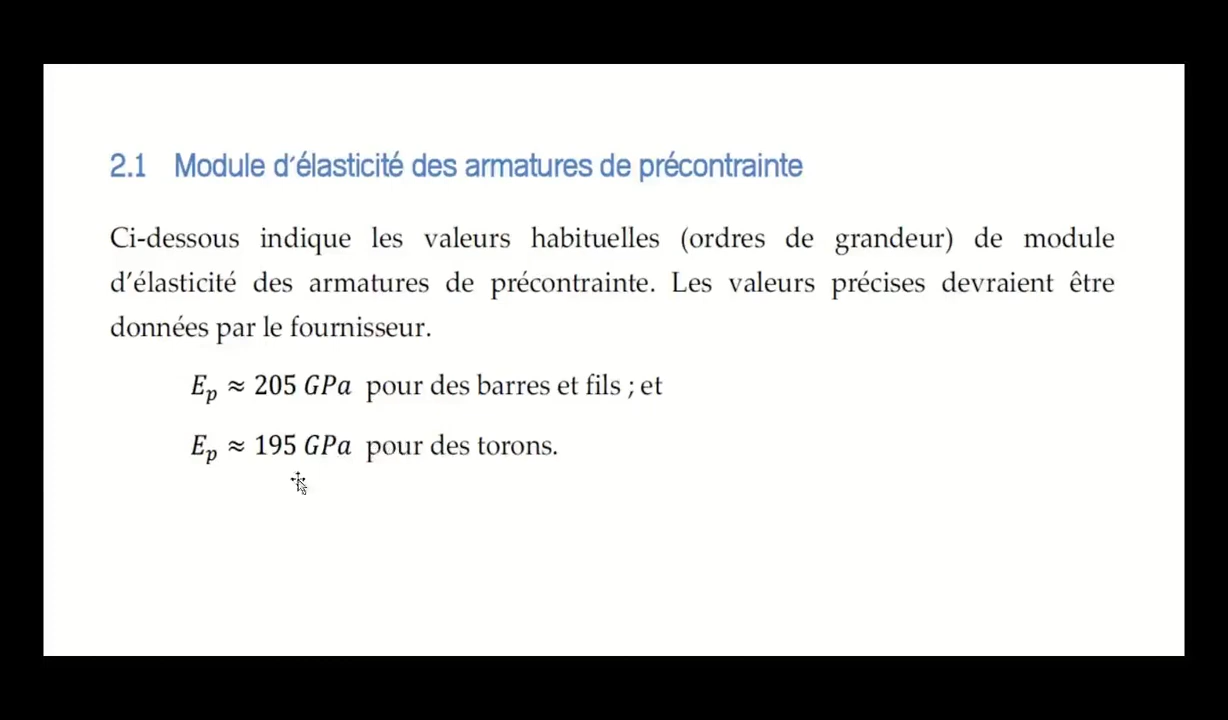 2.1 Module d'élasticité des armatures de précontrainte
Ci-dessous indique les valeurs habituelles (ordres de grandeur) de module
d'élasticité des armatures de précontrainte. Les valeurs précises devraient être
données par le fournisseur.
Eₚ ≈ 205 GPa pour des barres et fils ; et
Eₚ ≈ 195 GPa pour des torons.